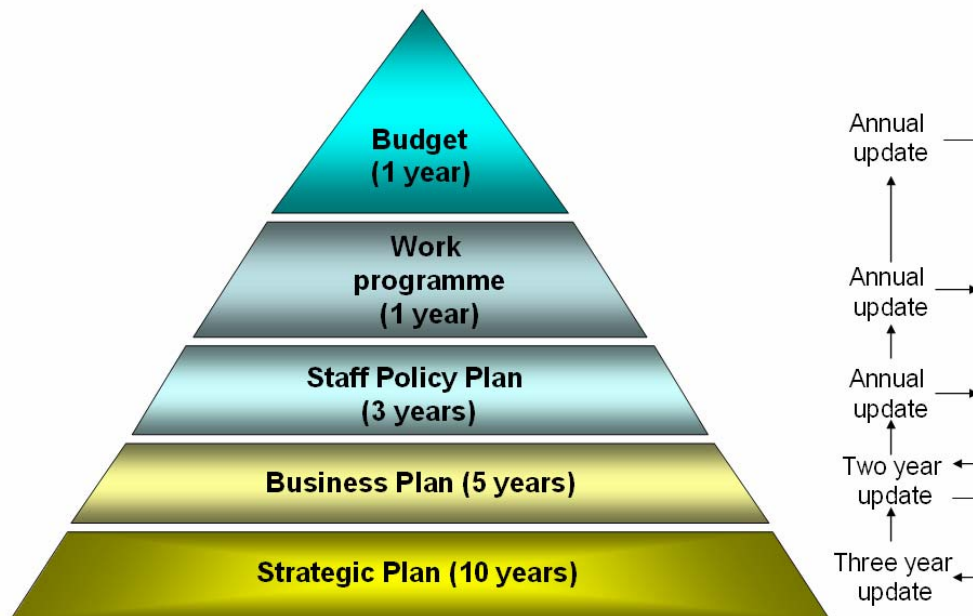 Budget
(1 year)
Annual
update
Work
programme
(1 year)
Annual
update
Staff Policy Plan
(3 years)
Annual
update
Business Plan (5 years)
Two year
update
Strategic Plan (10 years)
Three year
update